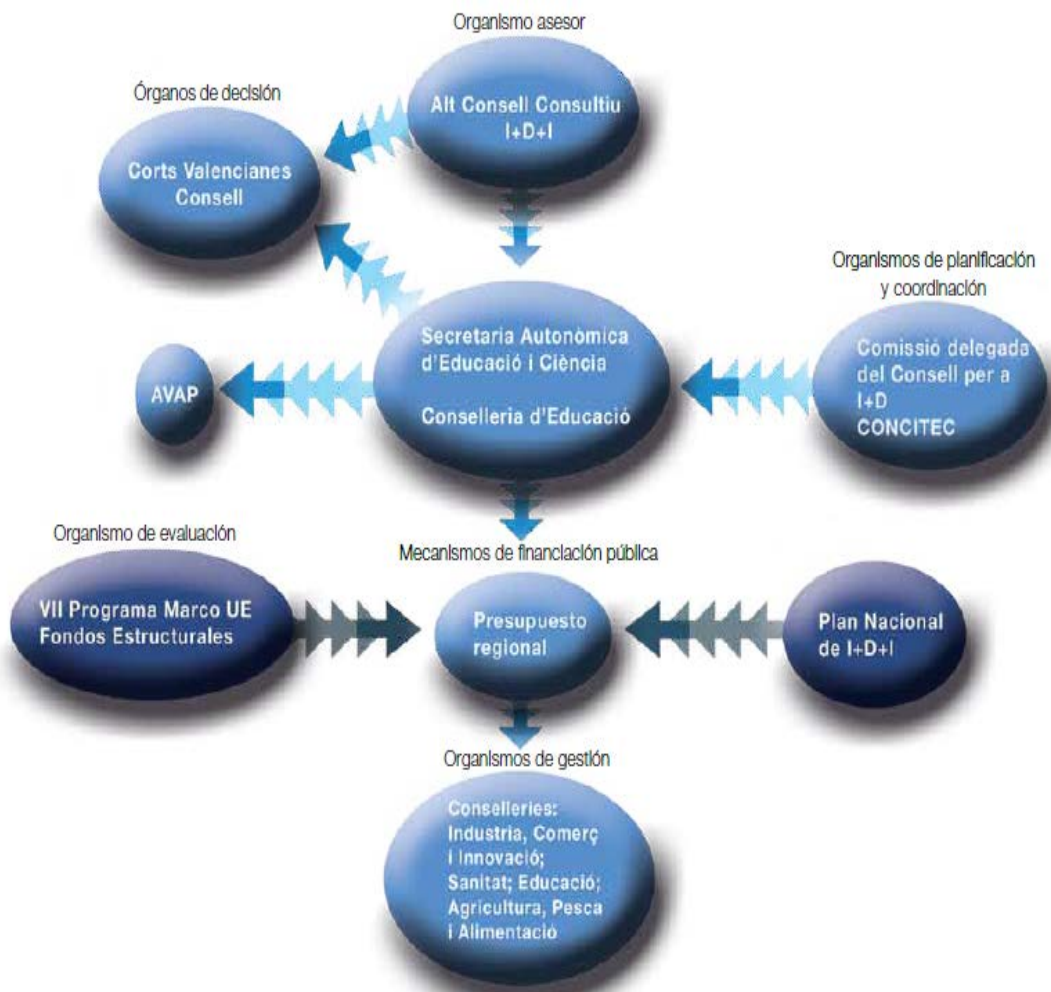 Organismo asesor
Alt Consell Consultiu
I+D+I
Órganos de decisión
Corts Valencianes
Consell
Organismos de planificación
y coordinación
Comissió delegada
del Consell per a
I+D
CONCITEC
Secretaria Autonòmica
d'Educació i Ciència
Conselleria d'Educació
AVAP
Organismo de evaluación
VII Programa Marco UE
Fondos Estructurales
Mecanismos de financiación pública
Presupuesto
regional
Plan Nacional
de I+D+I
Organismos de gestión
Conselleries:
Industria, Comerç
i Innovació;
Sanitat; Educació;
Agricultura, Pesca
i Alimentació